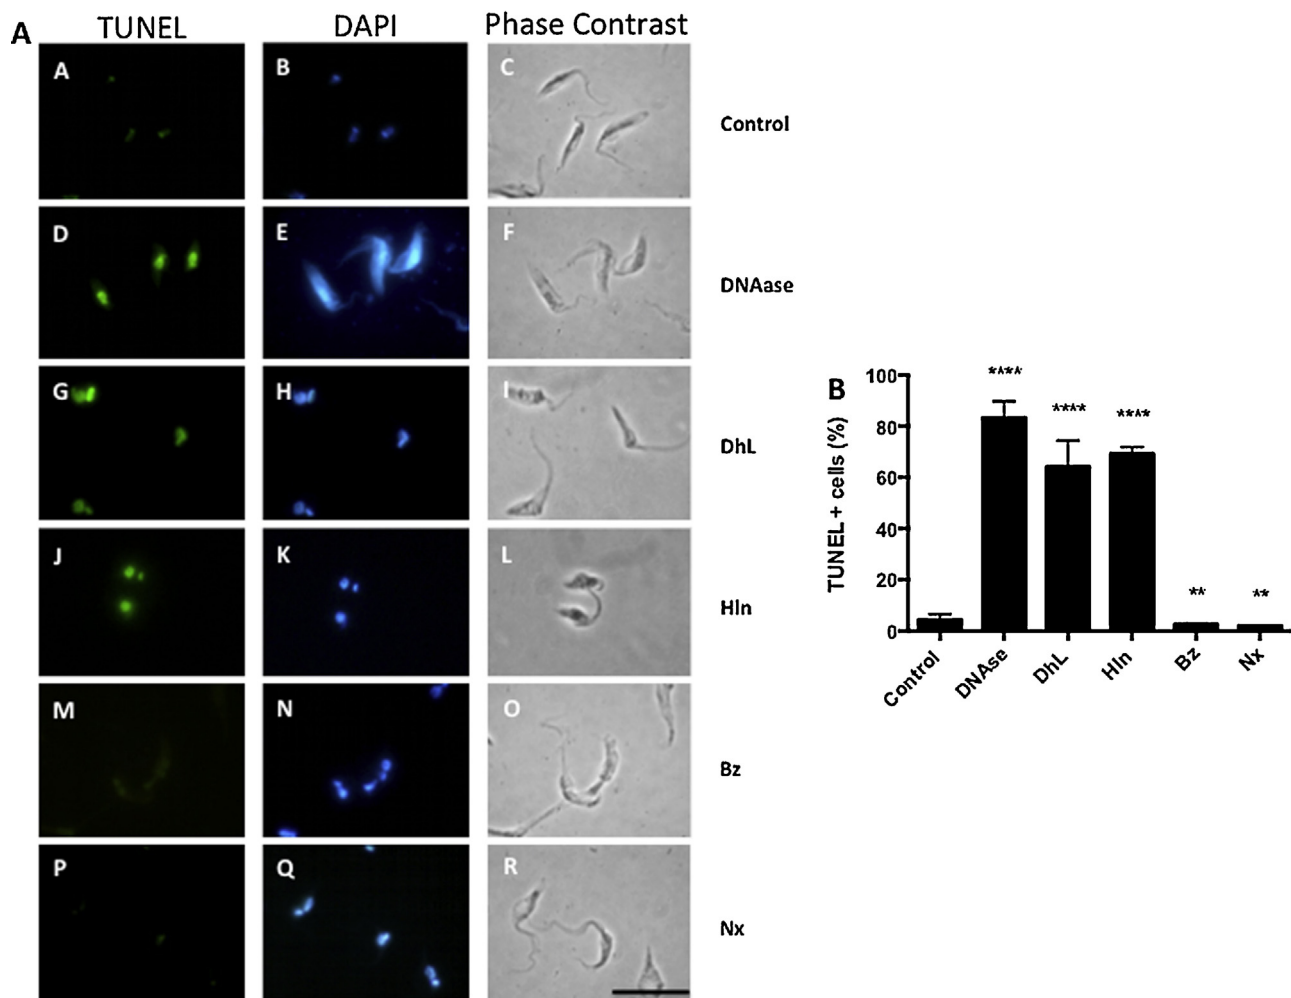 A
TUNEL DAPI Phase Contrast
A B C Control
D E F DNAase
G H I DhL
J K L Hln
M N O Bz
P Q R Nx
B
TUNEL + cells (%)
100
80
60
40
20
0
**** **** **** ** **
Control DNAse DhL Hln Bz Nx